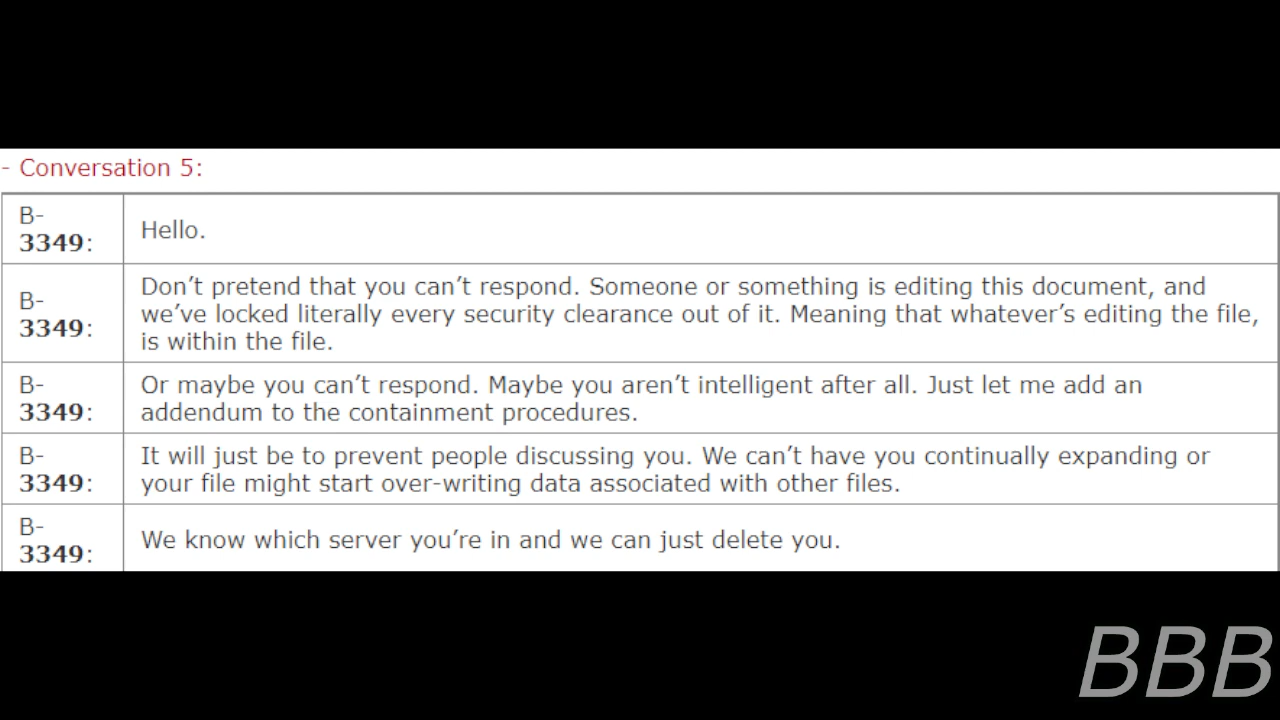 - Conversation 5:
B-
3349:
Hello.
B-
3349:
Don’t pretend that you can’t respond. Someone or something is editing this document, and
we’ve locked literally every security clearance out of it. Meaning that whatever’s editing the file,
is within the file.
B-
3349:
Or maybe you can’t respond. Maybe you aren’t intelligent after all. Just let me add an
addendum to the containment procedures.
B-
3349:
It will just be to prevent people discussing you. We can’t have you continually expanding or
your file might start over-writing data associated with other files.
B-
3349:
We know which server you’re in and we can just delete you.
BBB